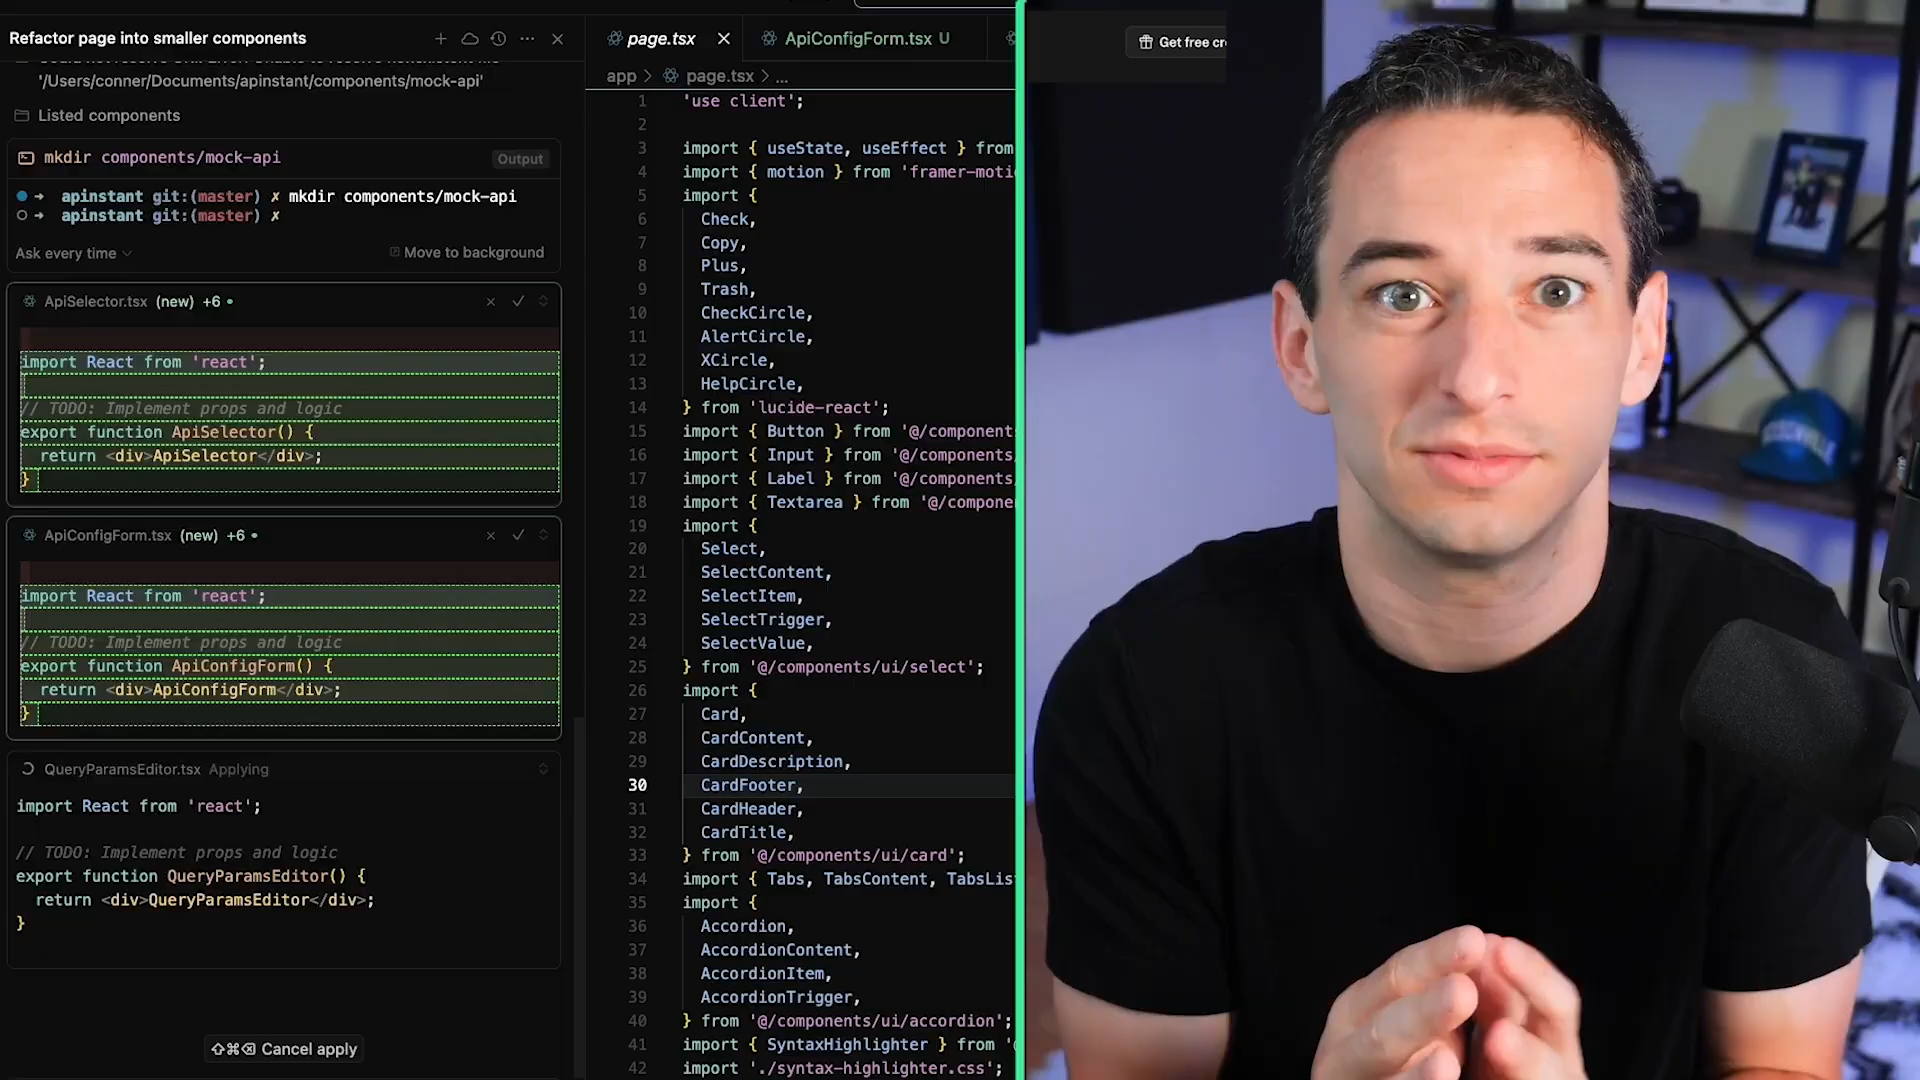 Refactor page into smaller components
'/Users/conner/Documents/apinstant/components/mock-api'
Listed components
mkdir components/mock-api
Output
apinstant git:(master) ✗ mkdir components/mock-api
apinstant git:(master) ✗
Ask every time
Move to background
ApiSelector.tsx (new) +6 •
import React from 'react';
// TODO: Implement props and logic
export function ApiSelector() {
return <div>ApiSelector</div>;
}
ApiConfigForm.tsx (new) +6 •
import React from 'react';
// TODO: Implement props and logic
export function ApiConfigForm() {
return <div>ApiConfigForm</div>;
}
QueryParamsEditor.tsx Applying
import React from 'react';
// TODO: Implement props and logic
export function QueryParamsEditor() {
return <div>QueryParamsEditor</div>;
}
⇧⌘⌫ Cancel apply
page.tsx
ApiConfigForm.tsx U
app > page.tsx > ...
1 'use client';
2
3 import { useState, useEffect } from
4 import { motion } from 'framer-moti
5 import {
6 Check,
7 Copy,
8 Plus,
9 Trash,
10 CheckCircle,
11 AlertCircle,
12 XCircle,
13 HelpCircle,
14 } from 'lucide-react';
15 import { Button } from '@/component
16 import { Input } from '@/components
17 import { Label } from '@/components
18 import { Textarea } from '@/compone
19 import {
20 Select,
21 SelectContent,
22 SelectItem,
23 SelectTrigger,
24 SelectValue,
25 } from '@/components/ui/select';
26 import {
27 Card,
28 CardContent,
29 CardDescription,
30 CardFooter,
31 CardHeader,
32 CardTitle,
33 } from '@/components/ui/card';
34 import { Tabs, TabsContent, TabsLis
35 import {
36 Accordion,
37 AccordionContent,
38 AccordionItem,
39 AccordionTrigger,
40 } from '@/components/ui/accordion';
41 import { SyntaxHighlighter } from '
42 import './syntax-highlighter.css';
Get free cr